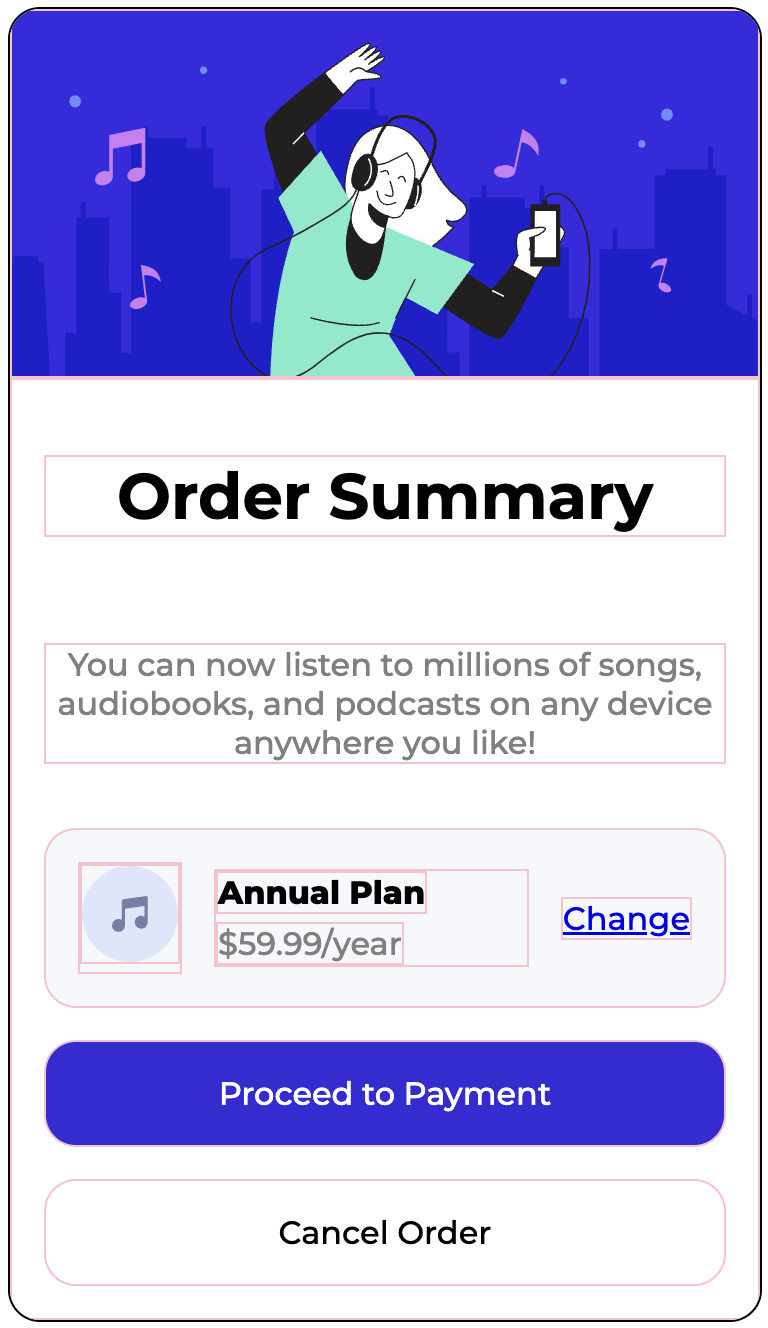 Order Summary
You can now listen to millions of songs,
audiobooks, and podcasts on any device
anywhere you like!
Annual Plan
$59.99/year
Change
Proceed to Payment
Cancel Order